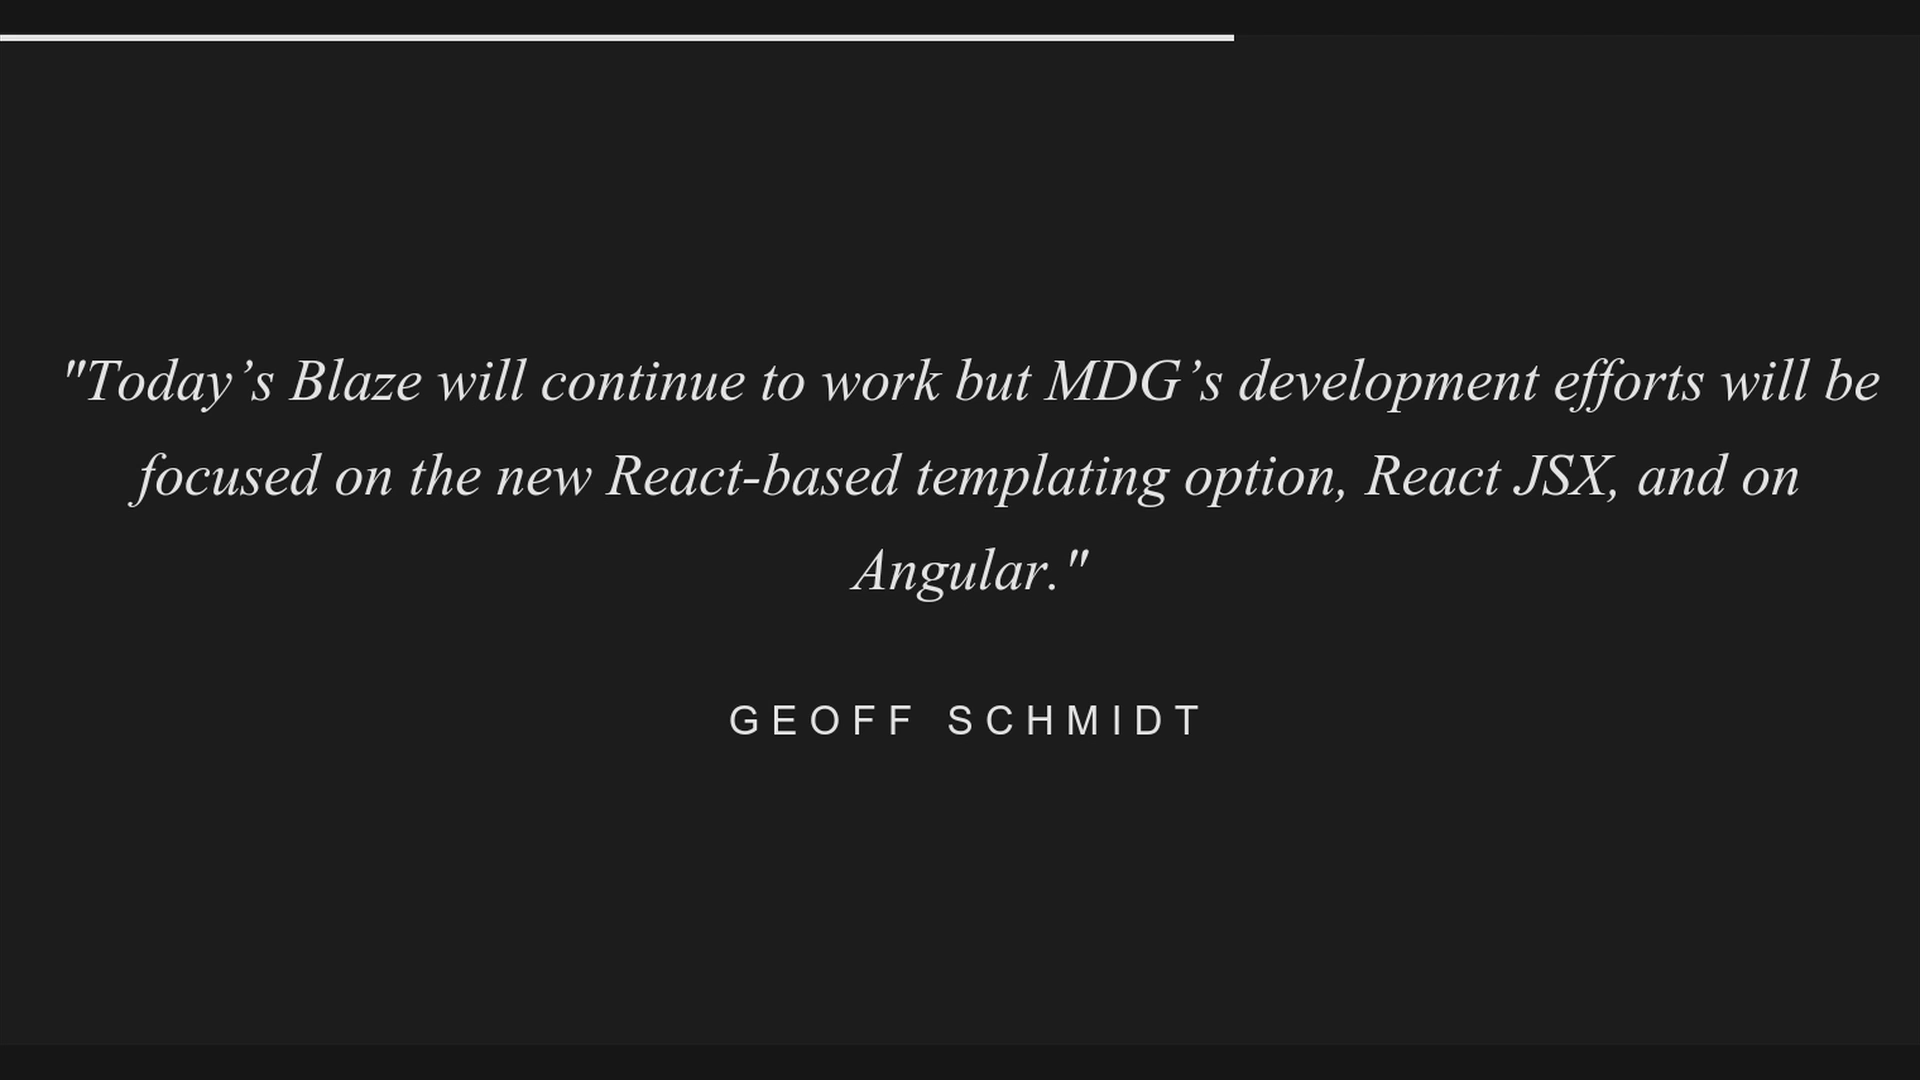 "Today’s Blaze will continue to work but MDG’s development efforts will be
focused on the new React-based templating option, React JSX, and on
Angular."
GEOFF SCHMIDT